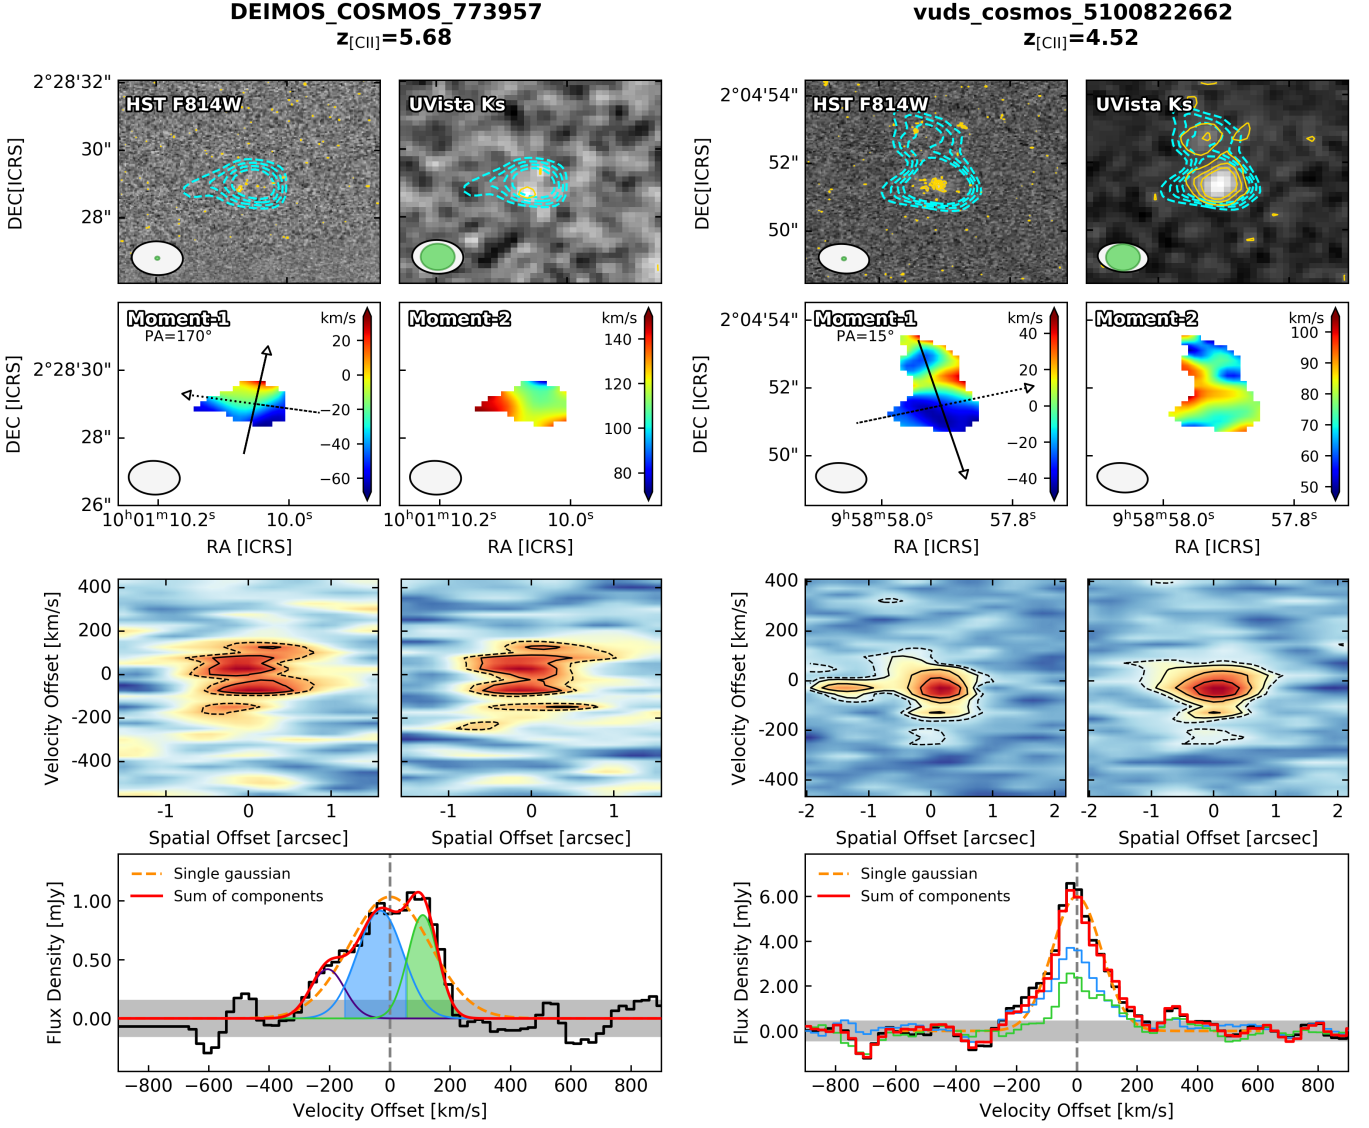 DEIMOS_COSMOS_773957
z[CII]=5.68
vuds_cosmos_5100822662
z[CII]=4.52
2°28'32"
30"
28"
DEC[ICRS]
HST F814W
UVista Ks
2°04'54"
52"
50"
DEC[ICRS]
HST F814W
UVista Ks
2°28'30"
28"
26"
DEC [ICRS]
Moment-1
PA=170°
km/s
20
0
−20
−40
−60
Moment-2
km/s
140
120
100
80
10h01m10.2s
10.0s
10h01m10.2s
10.0s
RA [ICRS]
RA [ICRS]
2°04'54"
52"
50"
DEC [ICRS]
Moment-1
PA=15°
km/s
40
20
0
−20
−40
Moment-2
km/s
100
90
80
70
60
50
9h58m58.0s
57.8s
9h58m58.0s
57.8s
RA [ICRS]
RA [ICRS]
400
200
0
-200
-400
Velocity Offset [km/s]
-1
0
1
-1
0
1
Spatial Offset [arcsec]
Spatial Offset [arcsec]
400
200
0
-200
-400
Velocity Offset [km/s]
-2
-1
0
1
2
-2
-1
0
1
2
Spatial Offset [arcsec]
Spatial Offset [arcsec]
Single gaussian
Sum of components
1.00
0.50
0.00
Flux Density [mJy]
−800
−600
−400
−200
0
200
400
600
800
Velocity Offset [km/s]
Single gaussian
Sum of components
6.00
4.00
2.00
0.00
Flux Density [mJy]
−800
−600
−400
−200
0
200
400
600
800
Velocity Offset [km/s]